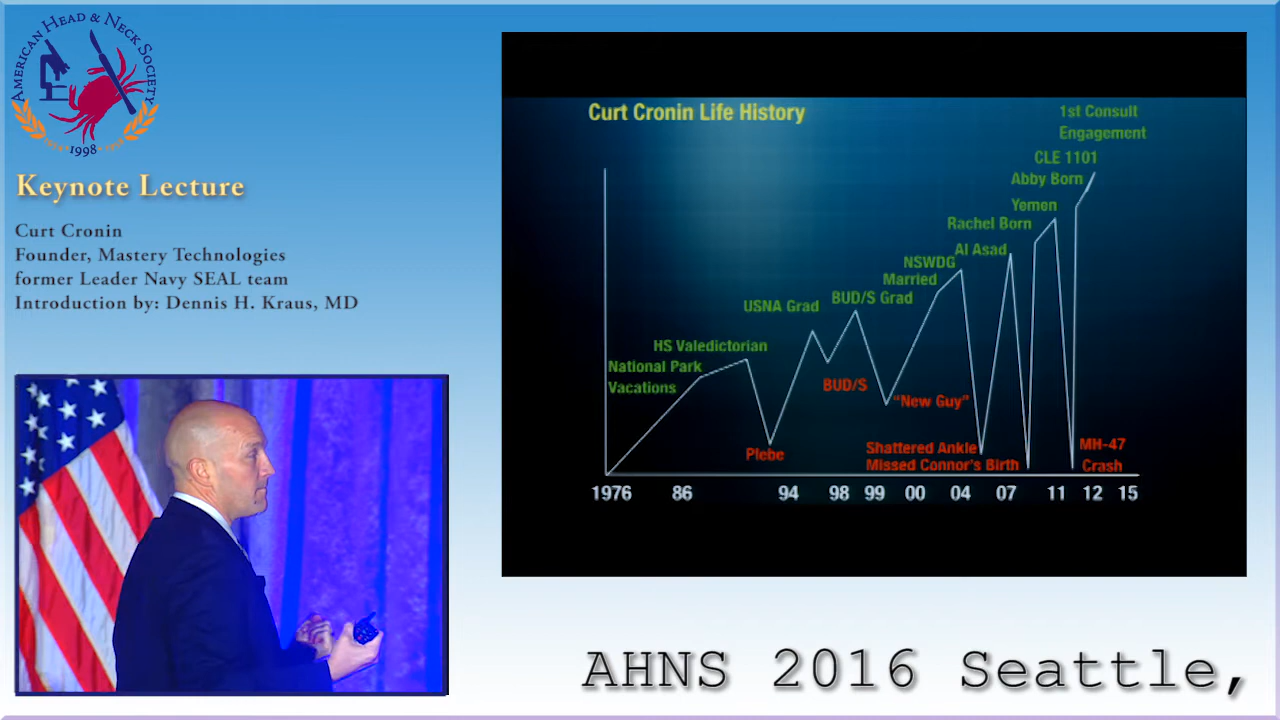 AMERICAN HEAD & NECK SOCIETY
1998
Keynote Lecture
Curt Cronin
Founder, Mastery Technologies
former Leader Navy SEAL team
Introduction by: Dennis H. Kraus, MD
Curt Cronin Life History
1st Consult
Engagement
CLE 1101
Abby Born
Yemen
Rachel Born
Al Asad
NSWDG
Married
BUD/S Grad
USNA Grad
HS Valedictorian
National Park
Vacations
BUD/S
"New Guy"
Plebe
Shattered Ankle
Missed Connor's Birth
MH-47
Crash
1976 86 94 98 99 00 04 07 11 12 15
AHNS 2016 Seattle,